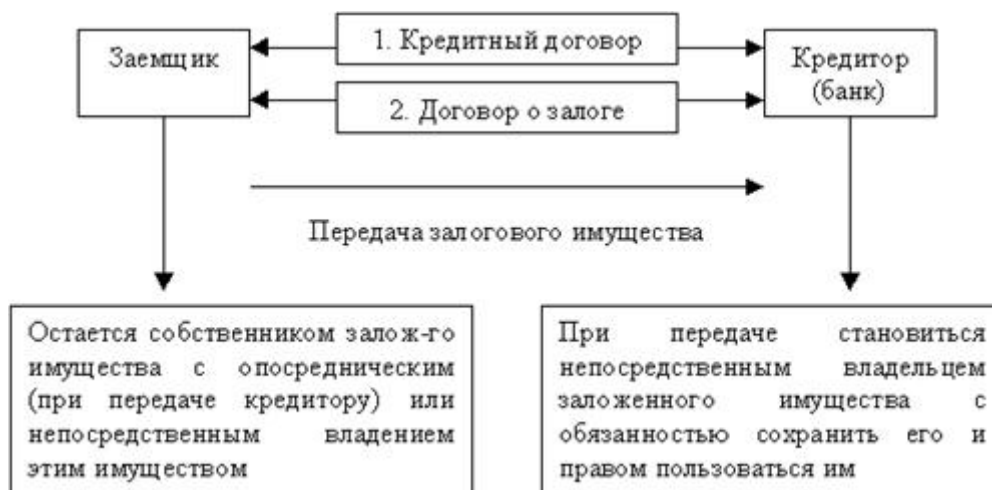 1. Кредитный договор
Заемщик
Кредитор
(банк)
2. Договор о залоге
Передача залогового имущества
Остается собственником залож-го
имущества с опосредническим
(при передаче кредитору) или
непосредственным владением
этим имуществом
При передаче становиться
непосредственным владельцем
заложенного имущества с
обязанностью сохранить его и
правом пользоваться им